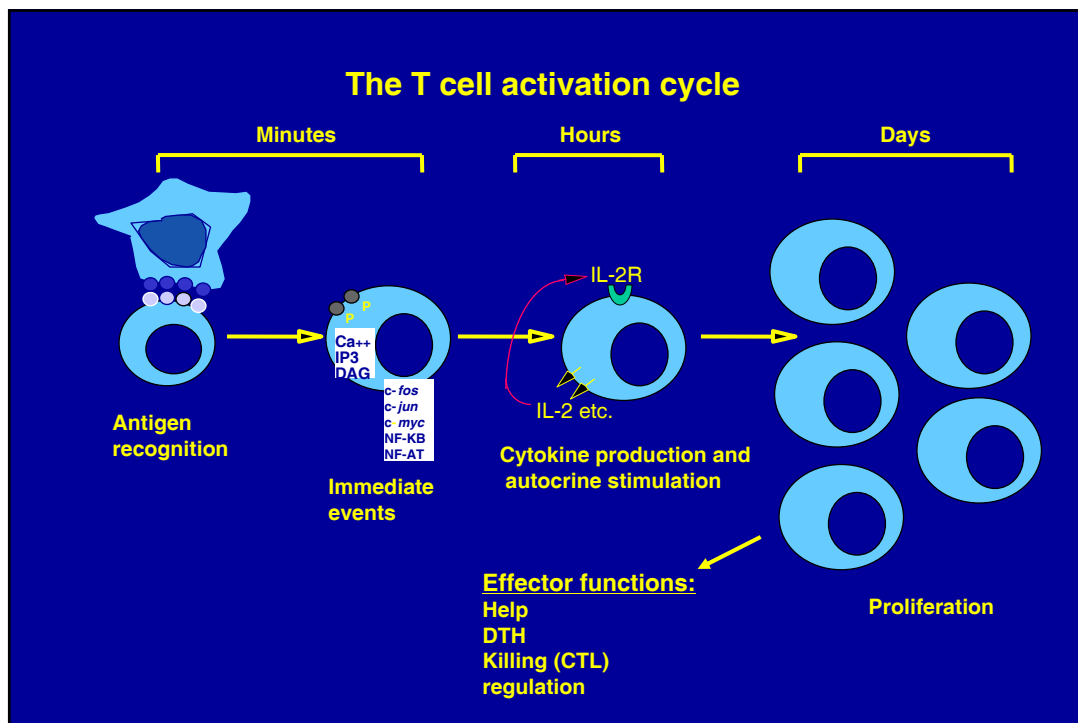 The T cell activation cycle
Minutes
Hours
Days
IL-2R
P
P
Ca++
IP3
DAG
c-fos
c-jun
c myc
NF-KB
NF-AT
IL-2 etc.
Antigen
recognition
Immediate
events
Cytokine production and
autocrine stimulation
Proliferation
Effector functions:
Help
DTH
Killing (CTL)
regulation